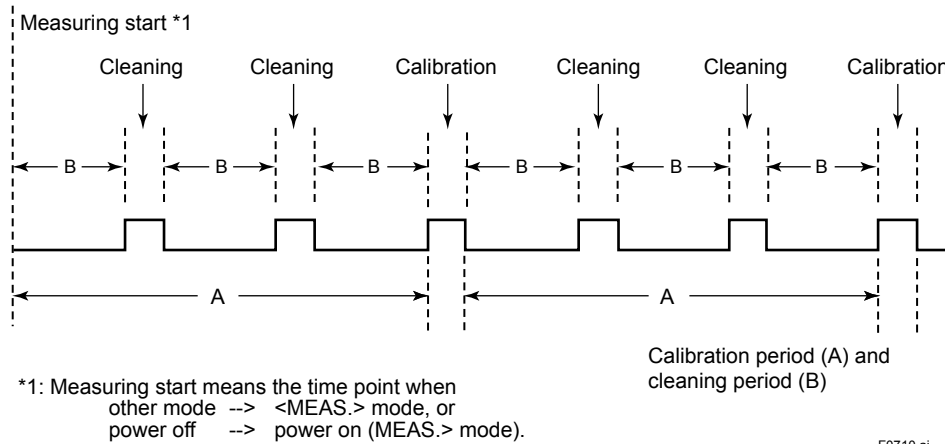 Measuring start *1
Cleaning Cleaning Calibration Cleaning Cleaning Calibration
B B B B B B
A A
Calibration period (A) and
cleaning period (B)
*1: Measuring start means the time point when
other mode --> <MEAS.> mode, or
power off --> power on (MEAS.> mode).